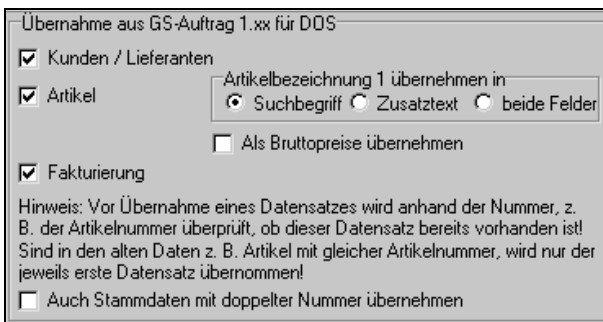 Übernahme aus GS-Auftrag 1.xx für DOS
Kunden / Lieferanten
Artikel
Artikelbezeichnung 1 übernehmen in
Suchbegriff Zusatztext beide Felder
Als Bruttopreise übernehmen
Fakturierung
Hinweis: Vor Übernahme eines Datensatzes wird anhand der Nummer, z.
B. der Artikelnummer überprüft, ob dieser Datensatz bereits vorhanden ist!
Sind in den alten Daten z. B. Artikel mit gleicher Artikelnummer, wird nur der
jeweils erste Datensatz übernommen!
Auch Stammdaten mit doppelter Nummer übernehmen